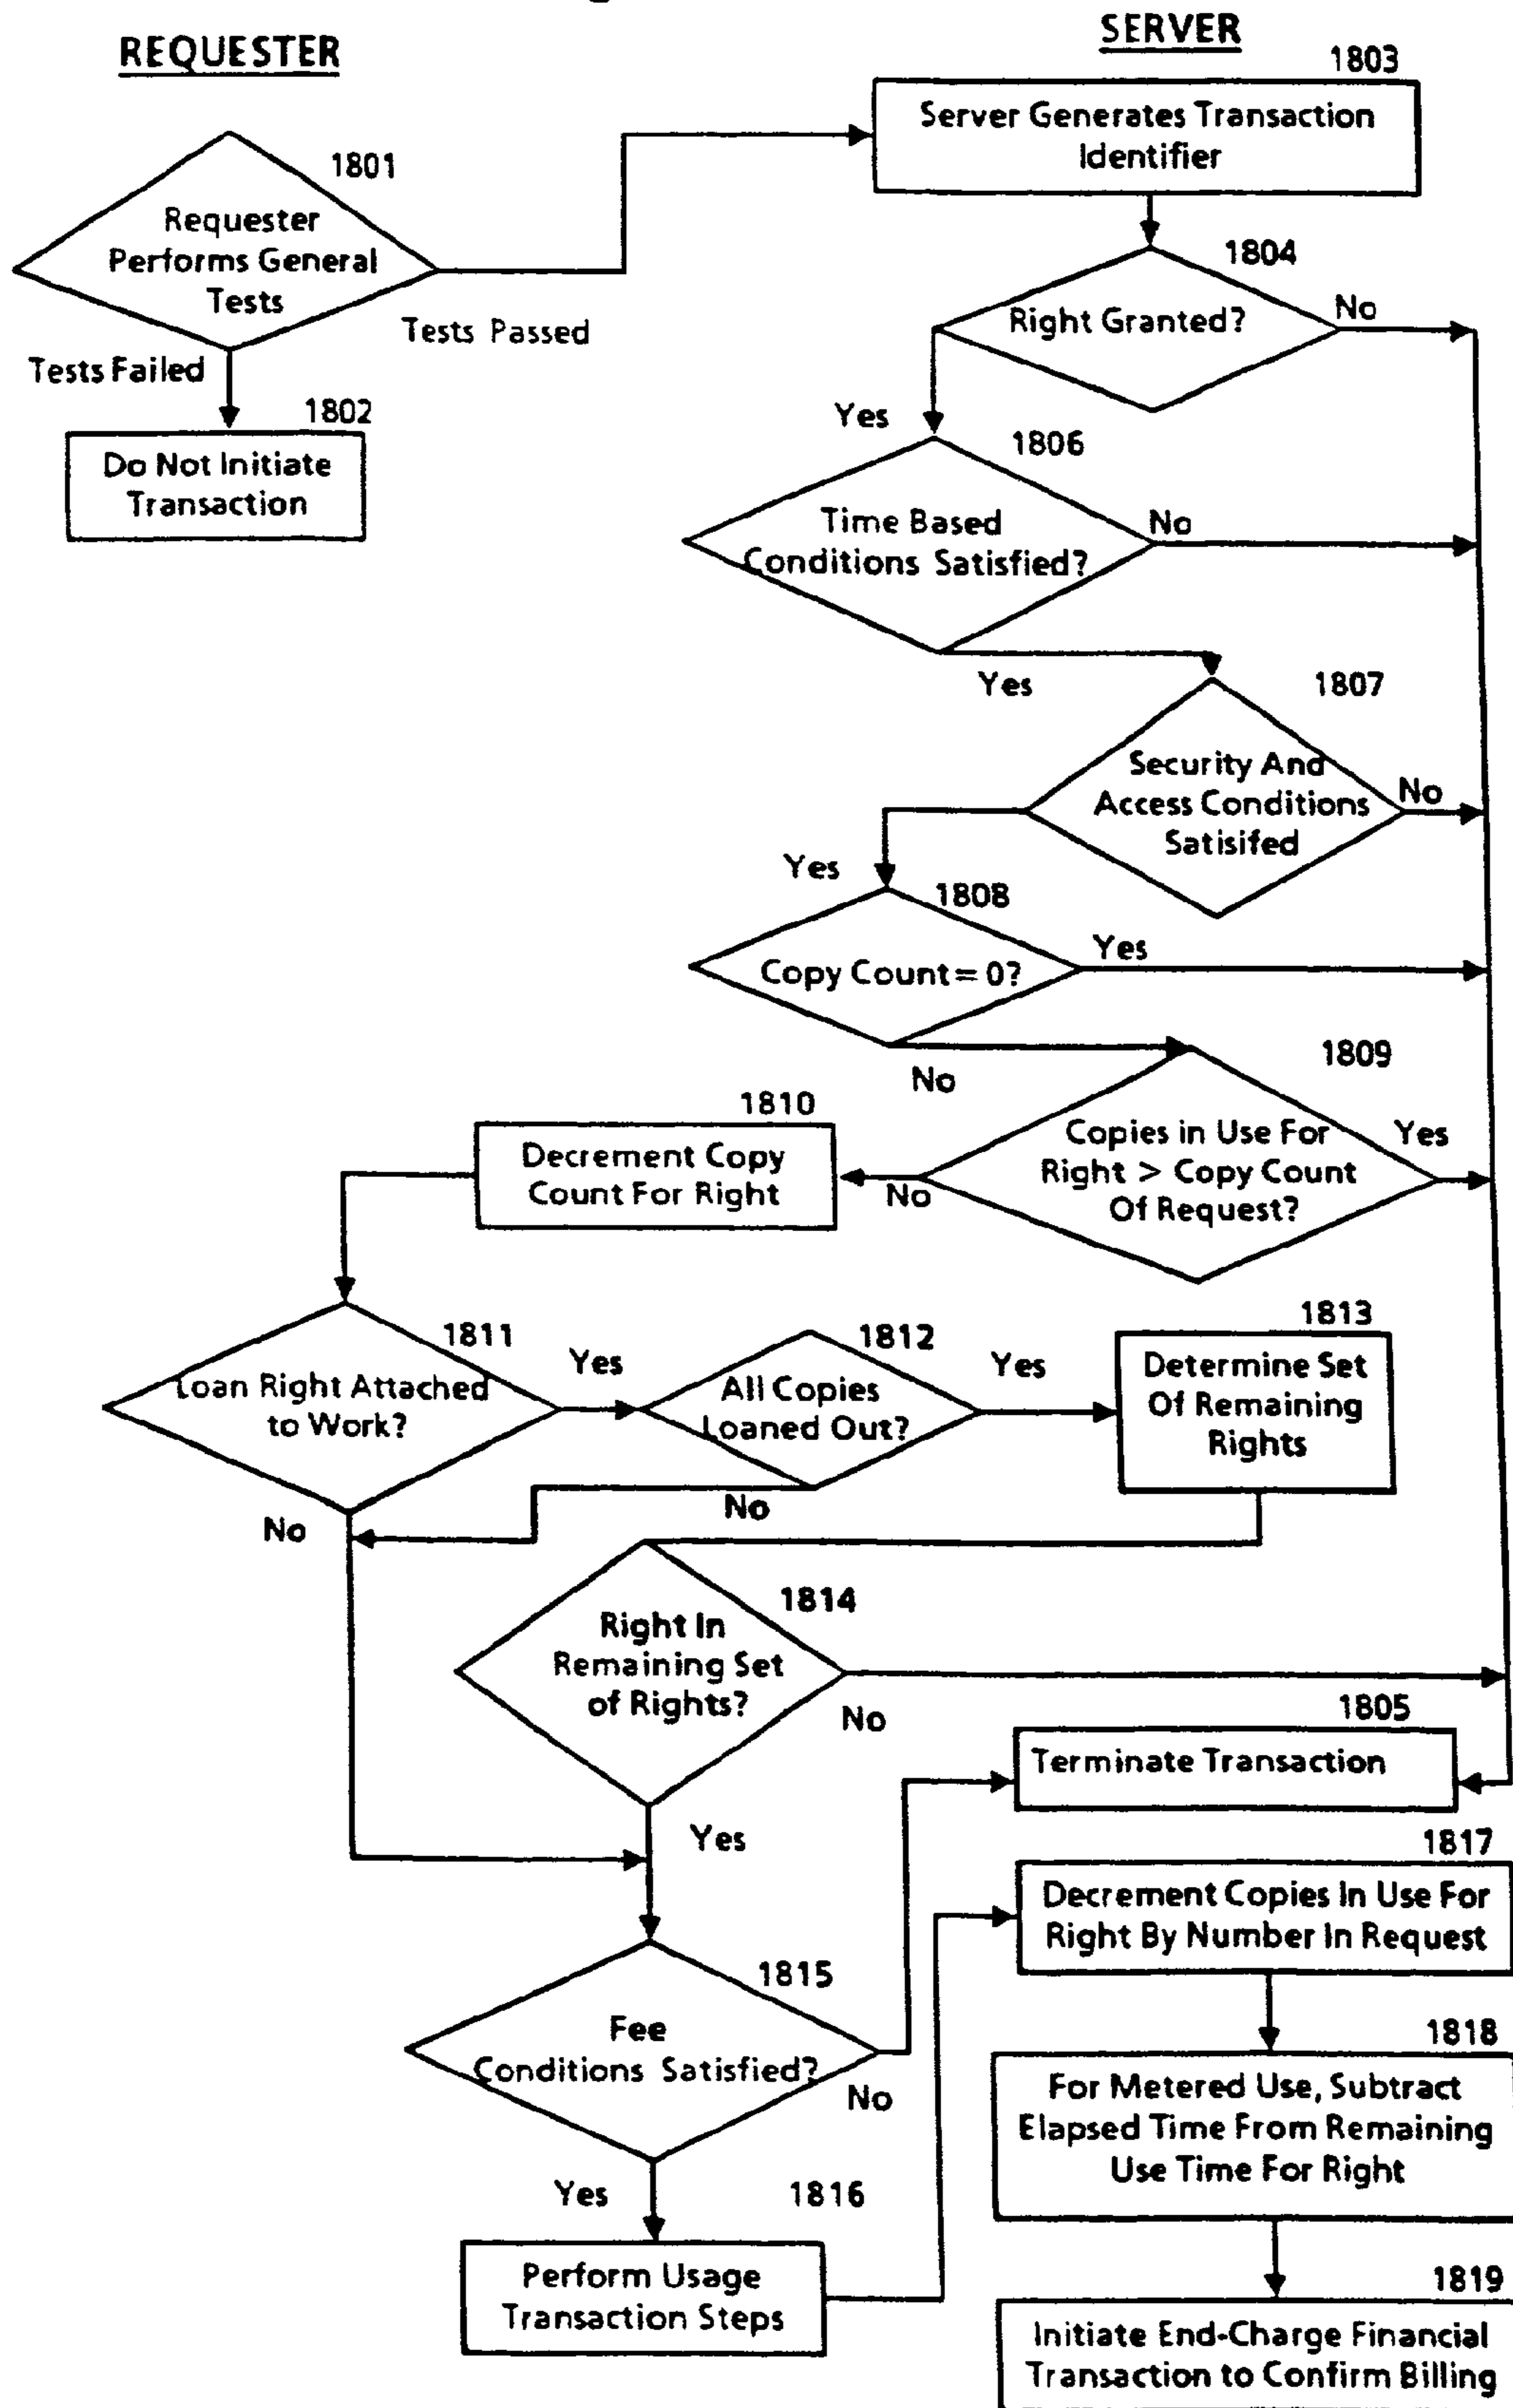 REQUESTER
SERVER
1803
Server Generates Transaction
Identifier
1801
Requester
Performs General
Tests
Tests Passed
Tests Failed
1802
Do Not Initiate
Transaction
1804
Right Granted?
No
Yes
1806
Time Based
Conditions Satisfied?
No
Yes
1807
Security And
Access Conditions
Satisifed
No
Yes
1808
Copy Count = 0?
Yes
No
1809
Copies in Use For
Right > Copy Count
Of Request?
Yes
No
1810
Decrement Copy
Count For Right
1811
Loan Right Attached
to Work?
Yes
No
1812
All Copies
Loaned Out?
Yes
No
1813
Determine Set
Of Remaining
Rights
1814
Right In
Remaining Set
of Rights?
No
Yes
1805
Terminate Transaction
1815
Fee
Conditions Satisfied?
No
Yes
1816
Perform Usage
Transaction Steps
1817
Decrement Copies In Use For
Right By Number In Request
1818
For Metered Use, Subtract
Elapsed Time From Remaining
Use Time For Right
1819
Initiate End-Charge Financial
Transaction to Confirm Billing